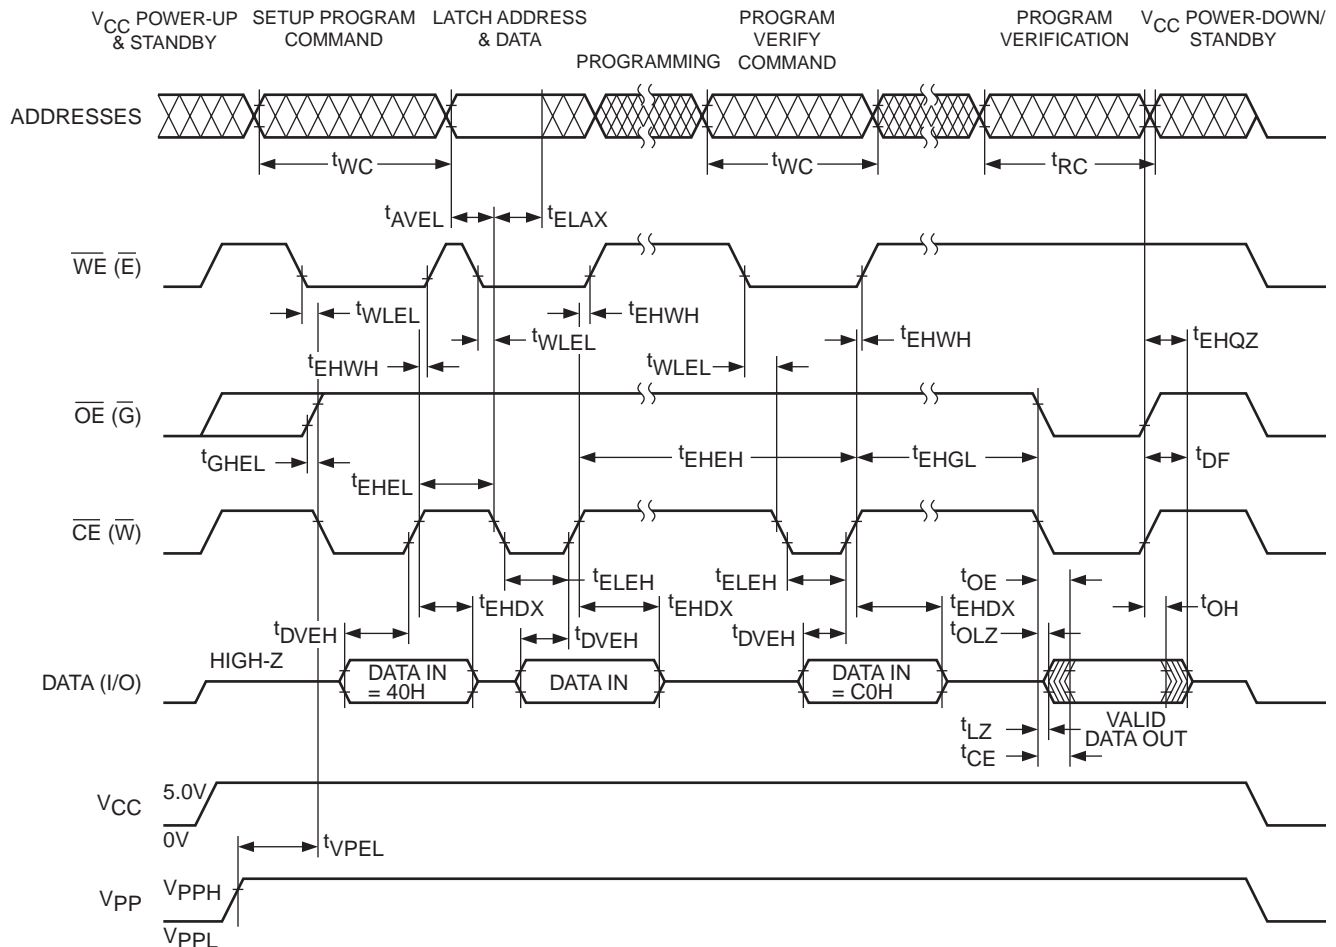 VCC POWER-UP
& STANDBY
SETUP PROGRAM
COMMAND
LATCH ADDRESS
& DATA
PROGRAMMING
PROGRAM
VERIFY
COMMAND
PROGRAM
VERIFICATION
VCC POWER-DOWN/
STANDBY
ADDRESSES
tWC
tWC
tRC
tAVEL
tELAX
WE (E)
tWLEL
tEHWH
tWLEL
tEHWH
tEHQZ
tEHWH
tWLEL
OE (G)
tGHEL
tEHEH
tEHGL
tDF
tEHEL
CE (W)
tELEH
tELEH
tOE
tEHDX
tEHDX
tEHDX
tOH
tDVEH
tDVEH
tDVEH
tOLZ
HIGH-Z
DATA (I/O)
DATA IN
= 40H
DATA IN
DATA IN
= C0H
VALID
DATA OUT
tLZ
tCE
VCC
5.0V
0V
tVPEL
VPP
VPPH
VPPL